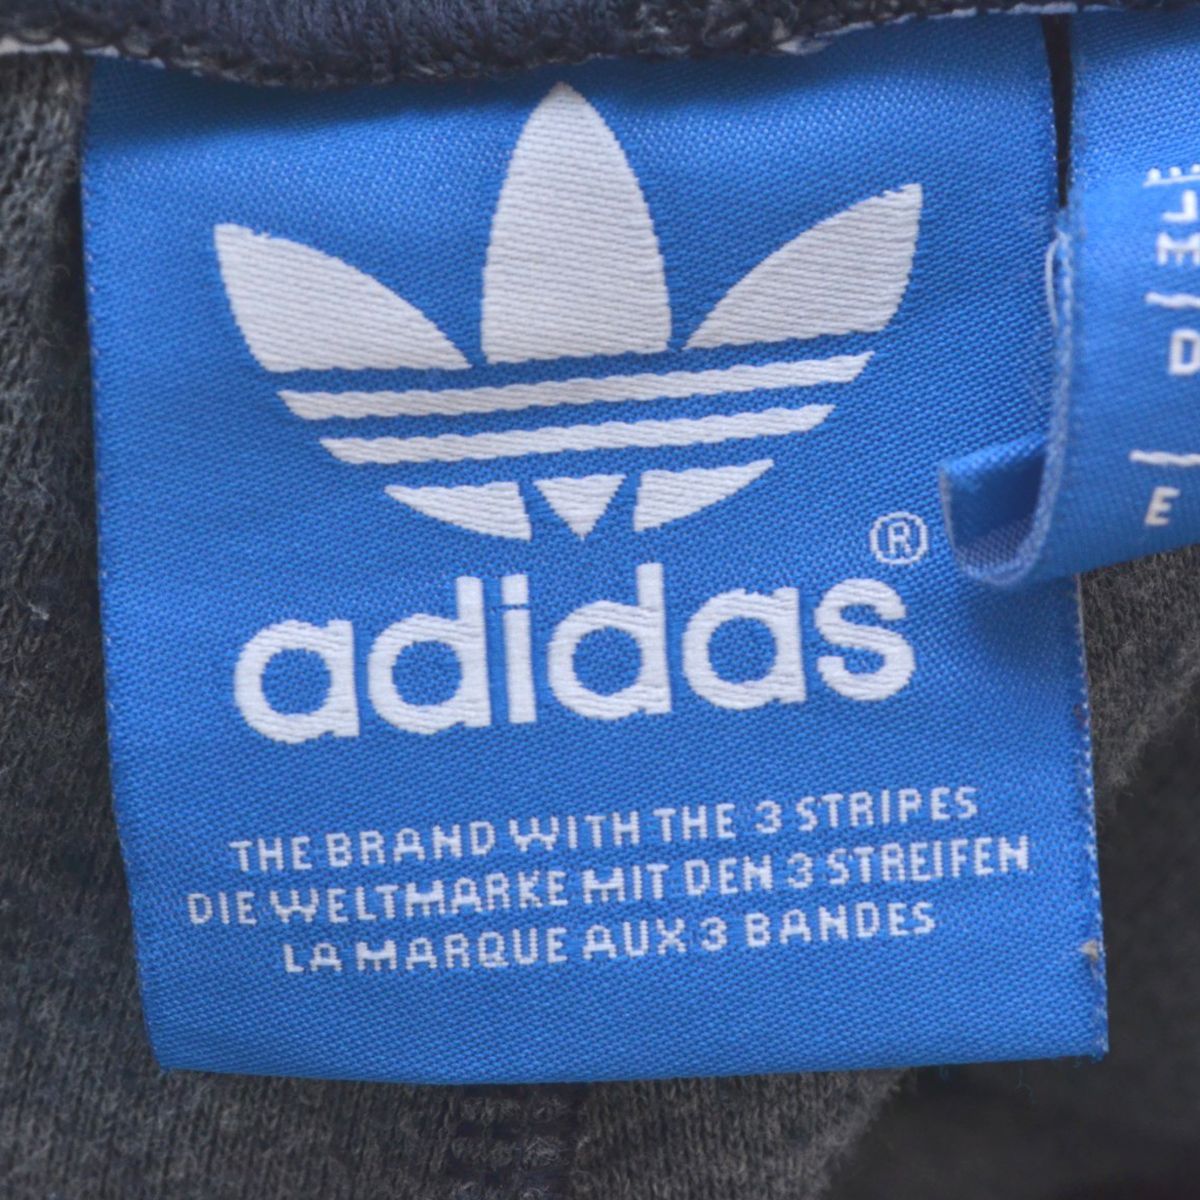 adidas®
THE BRAND WITH THE 3 STRIPES
DIE WELTMARKE MIT DEN 3 STREIFEN
LA MARQUE AUX 3 BANDES
D
E